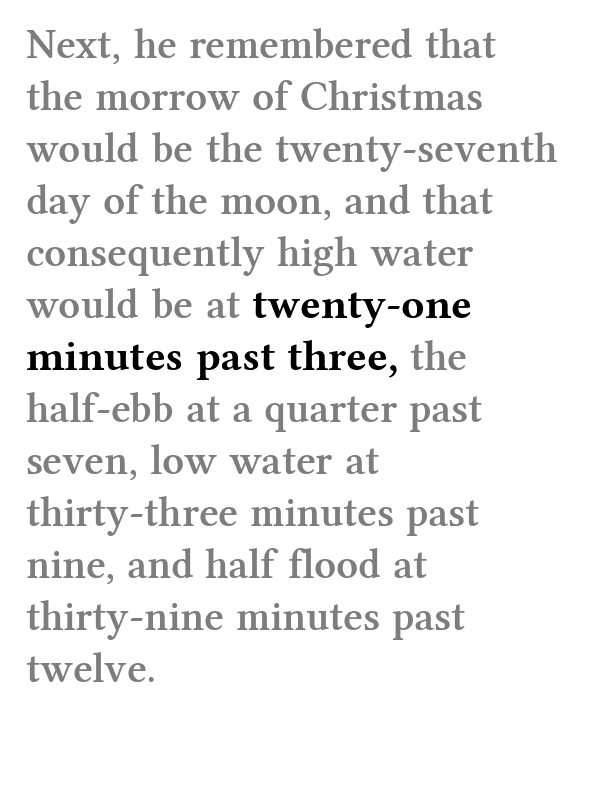 Next, he remembered that
the morrow of Christmas
would be the twenty-seventh
day of the moon, and that
consequently high water
would be at twenty-one
minutes past three, the
half-ebb at a quarter past
seven, low water at
thirty-three minutes past
nine, and half flood at
thirty-nine minutes past
twelve.